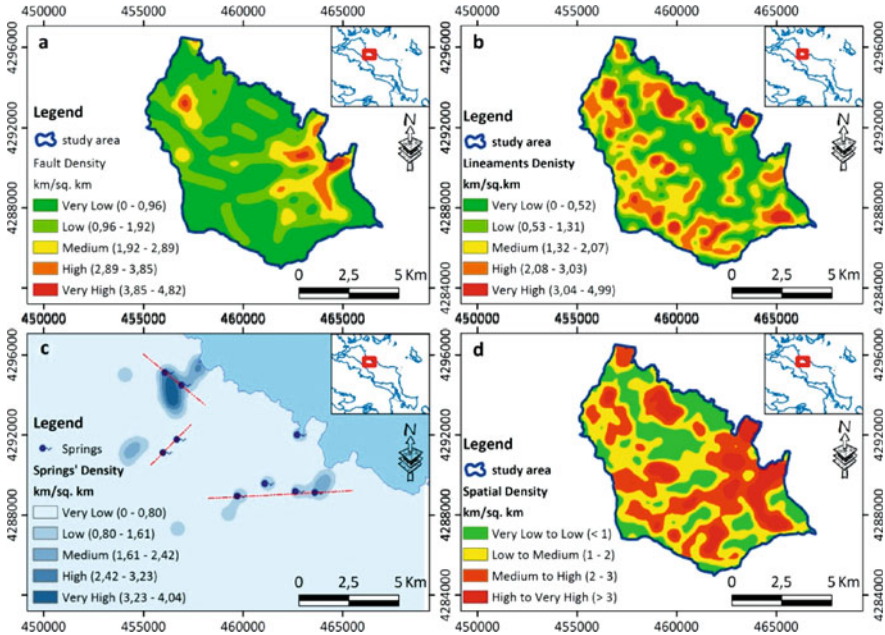 450000 455000 460000 465000
450000 455000 460000 465000
4296000
4292000
4288000
4284000
a
N
Legend
study area
Fault Density
km/sq. km
Very Low (0 - 0,96)
Low (0,96 - 1,92)
Medium (1,92 - 2,89)
High (2,89 - 3,85)
Very High (3,85 - 4,82)
0 2,5 5 Km
b
N
Legend
study area
Lineaments Denisty
km/sq.km
Very Low (0 - 0,52)
Low (0,53 - 1,31)
Medium (1,32 - 2,07)
High (2,08 - 3,03)
Very High (3,04 - 4,99)
0 2,5 5 Km
4296000
4292000
4288000
4284000
450000 455000 460000 465000
450000 455000 460000 465000
4296000
4292000
4288000
4284000
c
N
Legend
Springs
Springs' Density
km/sq. km
Very Low (0 - 0,80)
Low (0,80 - 1,61)
Medium (1,61 - 2,42)
High (2,42 - 3,23)
Very High (3,23 - 4,04)
0 2,5 5 Km
d
N
Legend
study area
Spatial Density
km/sq. km
Very Low to Low (< 1)
Low to Medium (1 - 2)
Medium to High (2 - 3)
High to Very High (> 3)
0 2,5 5 Km
4296000
4292000
4288000
4284000
450000 455000 460000 465000
450000 455000 460000 465000